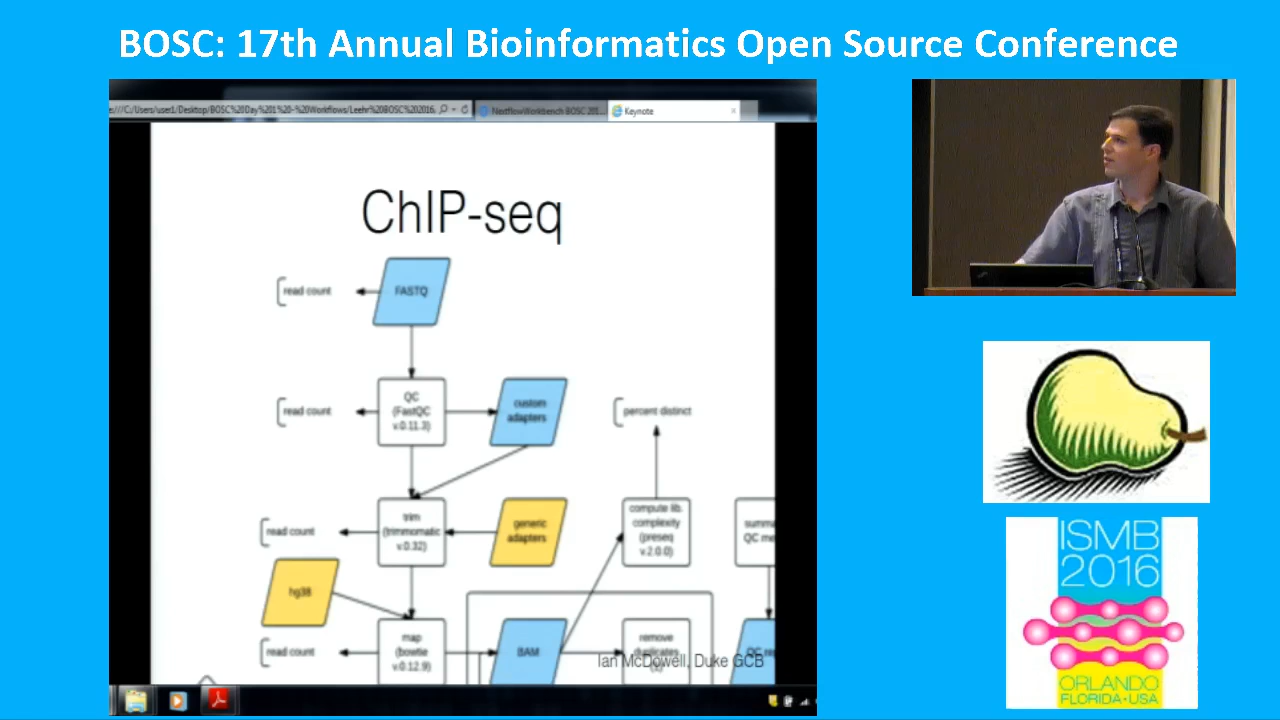 BOSC: 17th Annual Bioinformatics Open Source Conference
///C:/Users/user1/Desktop/BOSC%20Day%201%20-%20Workflows/Leehr%20BOSC%202016.
NextflowWorkbench BOSC 201...
Keynote
ChIP-seq
read count
FASTQ
read count
QC
(FastQC
v.0.11.3)
custom
adapters
percent distinct
read count
trim
(trimmomatic
v.0.32)
generic
adapters
compute lib.
complexity
(preseq
v.2.0.0)
summa
QC me
hg38
read count
map
(bowtie
v.0.12.9)
BAM
remove
duplicates
QC re
Ian McDowell, Duke GCB
ISMB
2016
ORLANDO
FLORIDA•USA